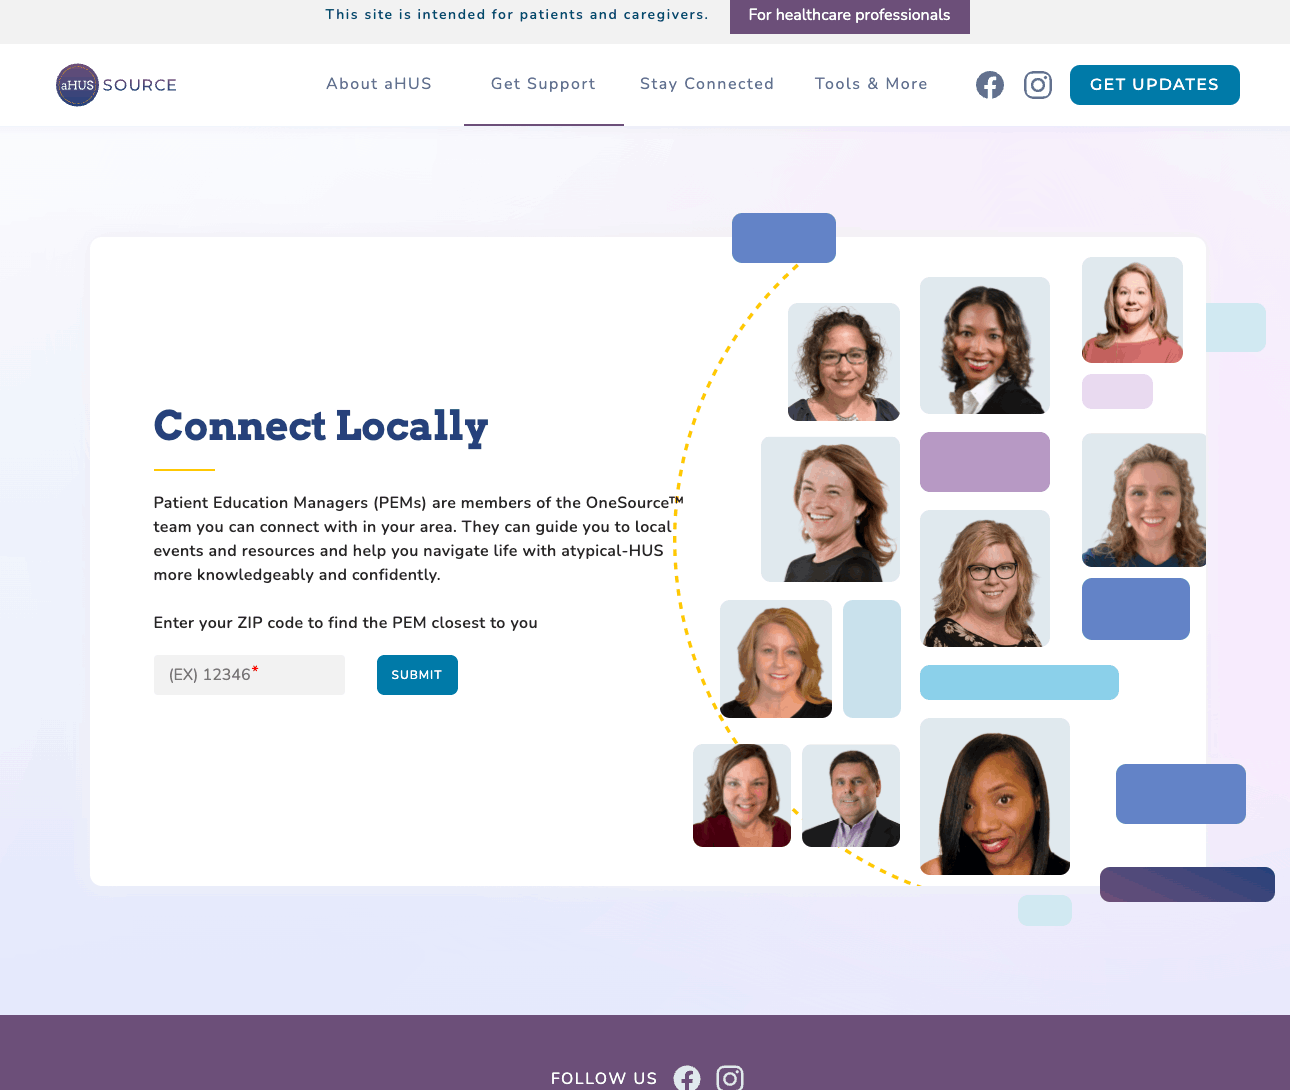 This site is intended for patients and caregivers.
For healthcare professionals
aHUS SOURCE
About aHUS
Get Support
Stay Connected
Tools & More
GET UPDATES
Connect Locally
Patient Education Managers (PEMs) are members of the OneSource™
team you can connect with in your area. They can guide you to local
events and resources and help you navigate life with atypical-HUS
more knowledgeably and confidently.
Enter your ZIP code to find the PEM closest to you
(EX) 12346*
SUBMIT
FOLLOW US